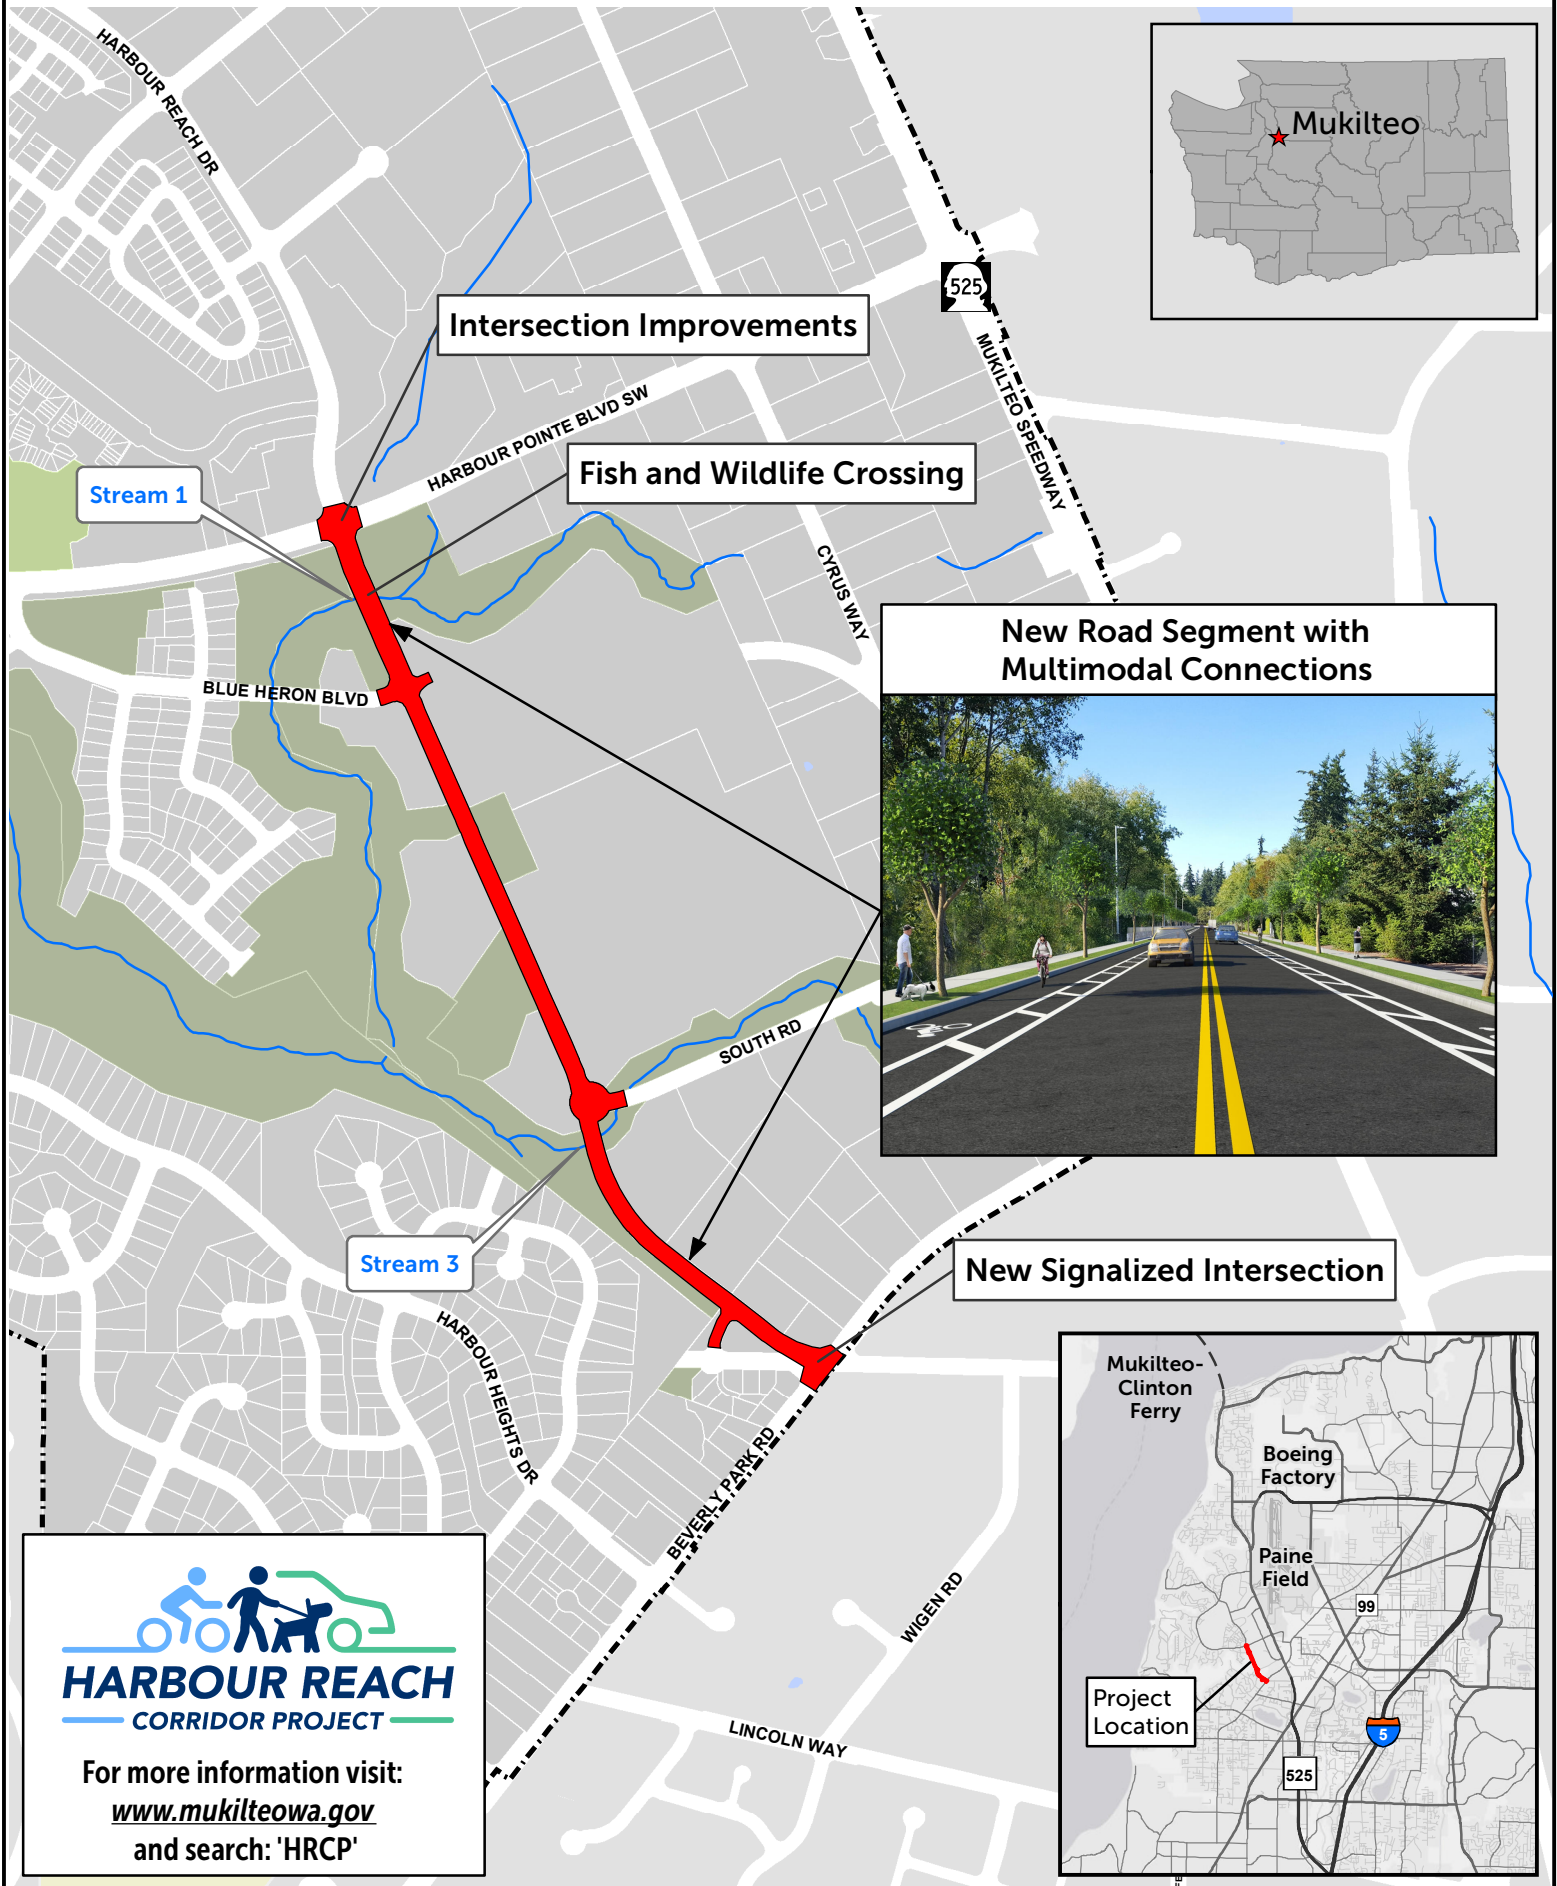 HARBOUR REACH DR
Mukilteo
525
Intersection Improvements
MUKILTEO SPEEDWAY
HARBOUR POINTE BLVD SW
Fish and Wildlife Crossing
Stream 1
CYRUS WAY
New Road Segment with
Multimodal Connections
BLUE HERON BLVD
SOUTH RD
Stream 3
New Signalized Intersection
HARBOUR HEIGHTS DR
BEVERLY PARK RD
WIGEN RD
LINCOLN WAY
Mukilteo-
Clinton
Ferry
Boeing
Factory
Paine
Field
99
Project
Location
5
525
HARBOUR REACH
CORRIDOR PROJECT
For more information visit:
www.mukilteowa.gov
and search: 'HRCP'